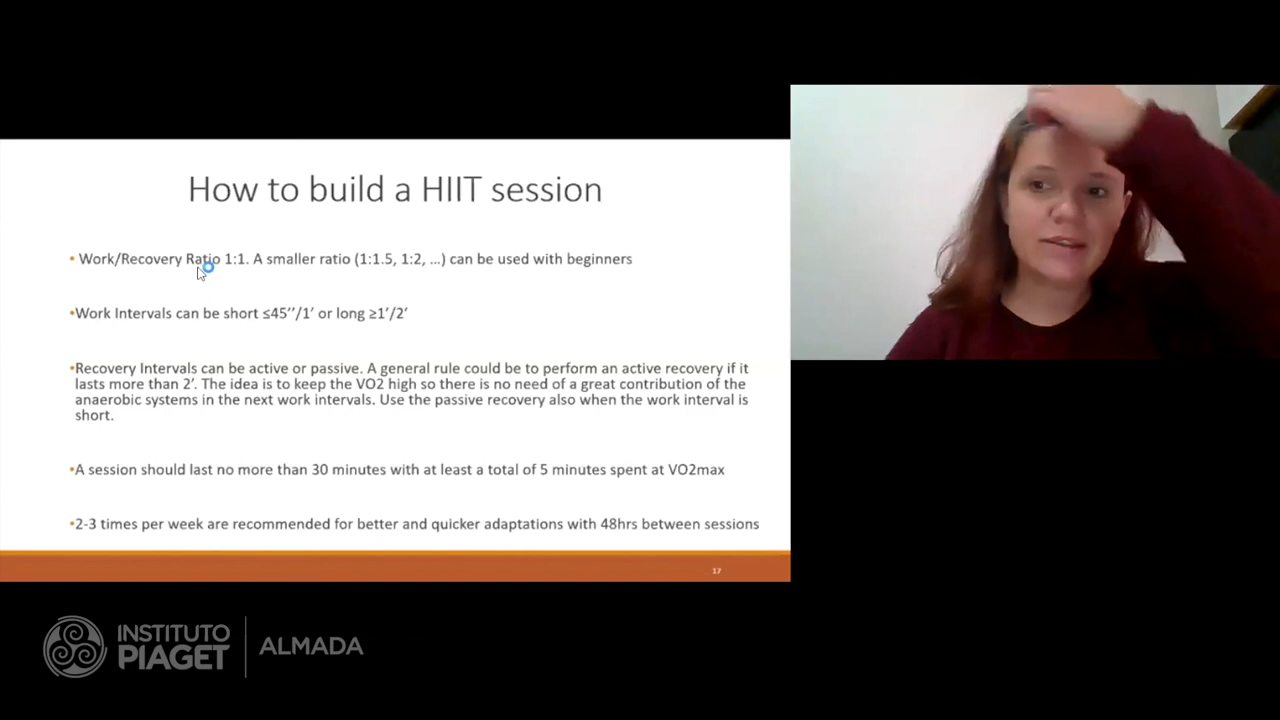 How to build a HIIT session
• Work/Recovery Ratio 1:1. A smaller ratio (1:1.5, 1:2, …) can be used with beginners
•Work Intervals can be short ≤45’’/1’ or long ≥1’/2’
•Recovery Intervals can be active or passive. A general rule could be to perform an active recovery if it
lasts more than 2’. The idea is to keep the VO2 high so there is no need of a great contribution of the
anaerobic systems in the next work intervals. Use the passive recovery also when the work interval is
short.
•A session should last no more than 30 minutes with at least a total of 5 minutes spent at VO2max
•2-3 times per week are recommended for better and quicker adaptations with 48hrs between sessions
17
INSTITUTO
PIAGET
ALMADA